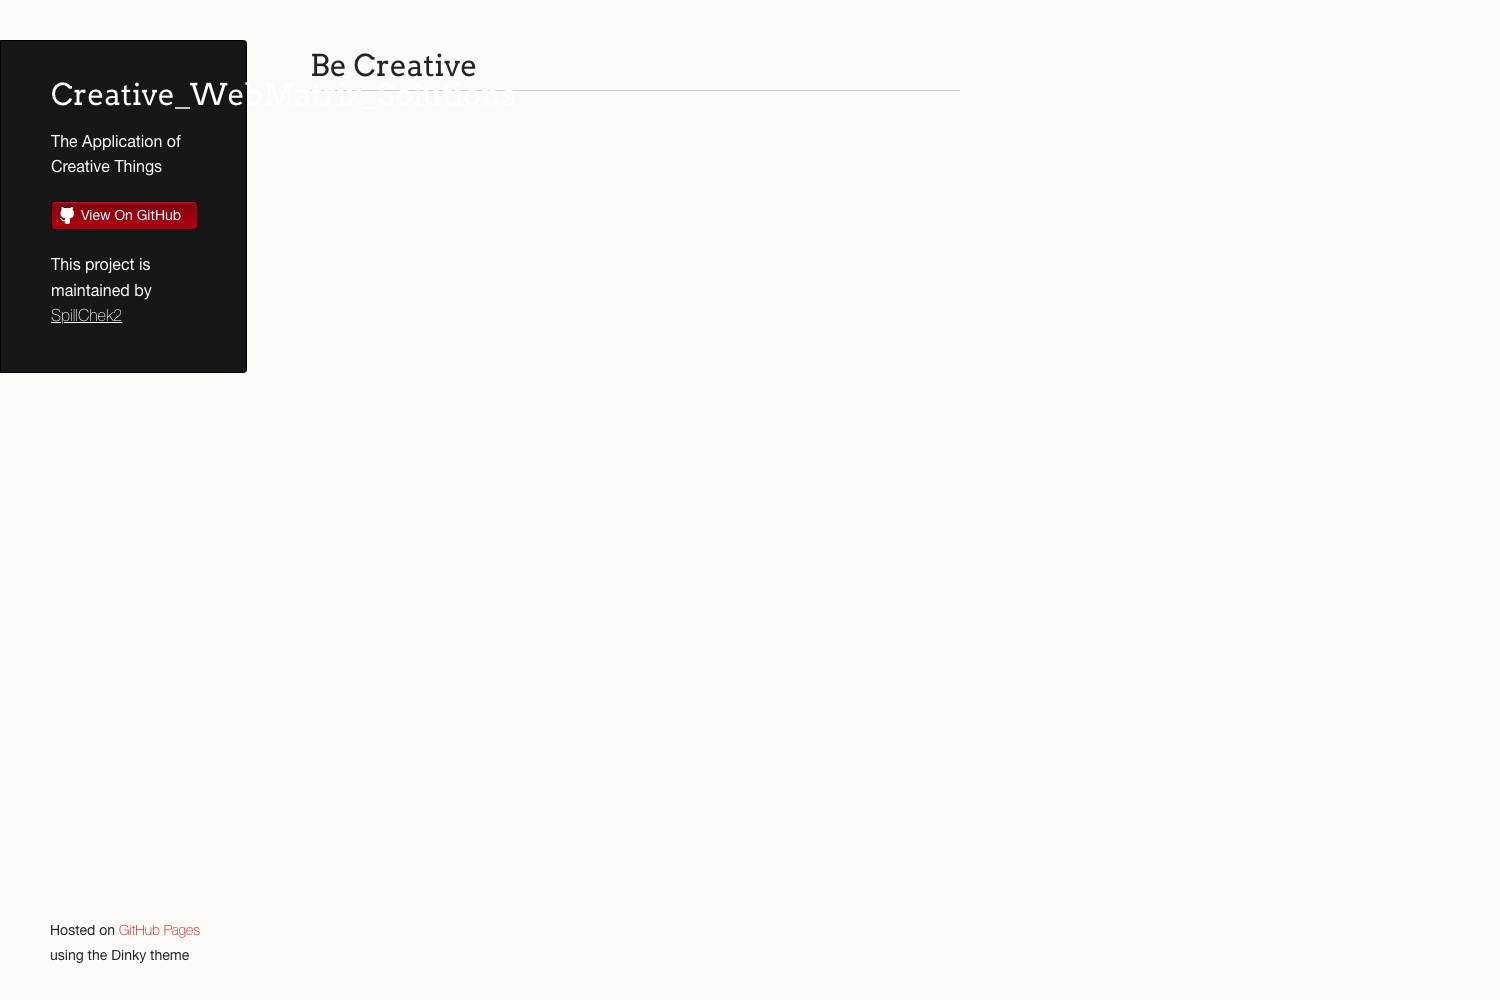 Creative_WebMatrix_Solutions
The Application of
Creative Things
View On GitHub
This project is
maintained by
SpillChek2
Be Creative
Hosted on GitHub Pages
using the Dinky theme